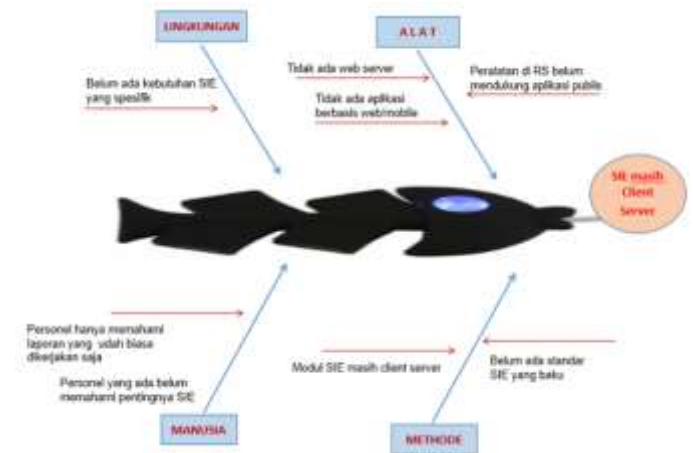 LINGKUNGAN
A L A T
Belum ada kebutuhan SIE
yang spesifik
Tidak ada web server
Tidak ada aplikasi
berbasis web/mobile
Peralatan di RS belum
mendukung aplikasi publis
SIE masih
Client
Server
Personel hanya memahami
laporan yang udah biasa
dikerjakan saja
Personel yang ada belum
memahami pentingnya SIE
Modul SIE masih client server
Belum ada standar
SIE yang baku
MANUSIA
METHODE